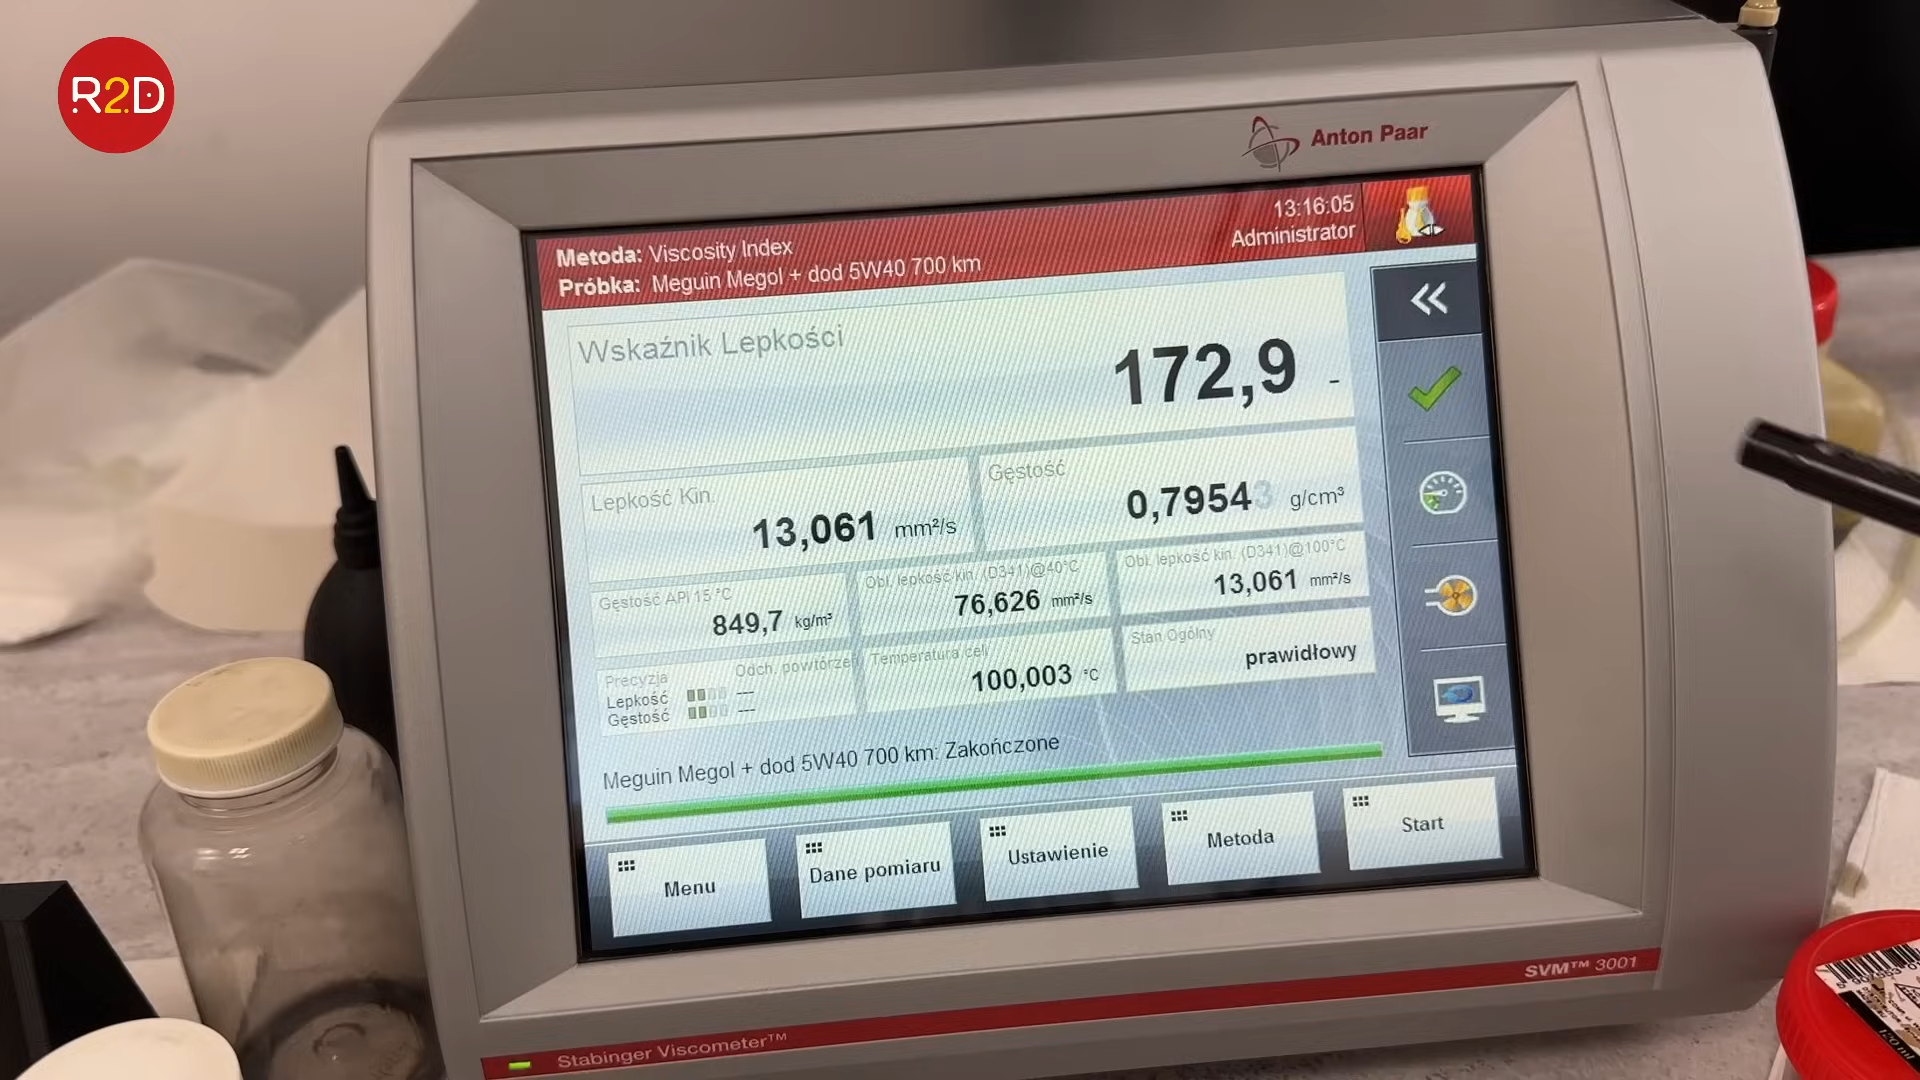 R2D
Anton Paar
Metoda: Viscosity Index
Próbka: Meguin Megol + dod 5W40 700 km
13:16:05
Administrator
Wskaźnik Lepkości
172,9 -
Lepkość Kin.
13,061 mm²/s
Gęstość
0,79543 g/cm³
Gęstość API 15 °C
849,7 kg/m³
Obl. lepkość kin. (D341)@40°C
76,626 mm²/s
Obl. lepkość kin. (D341)@100°C
13,061 mm²/s
Precyzja
Odch. powtórzeń
Lepkość ---
Gęstość ---
Temperatura celi
100,003 °C
Stan Ogólny
prawidłowy
Meguin Megol + dod 5W40 700 km: Zakończone
Menu
Dane pomiaru
Ustawienie
Metoda
Start
SVM™ 3001
Stabinger Viscometer™
120 ml